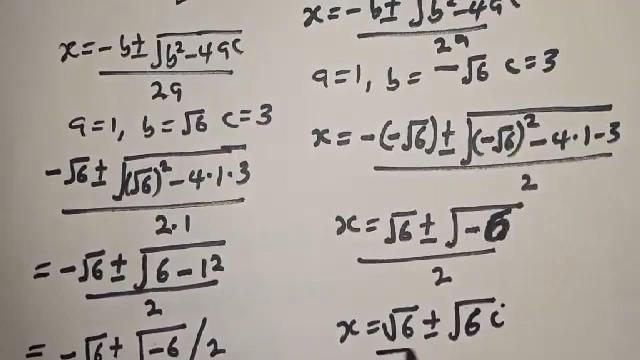 x = -b ± √b² - 4ac
2a
a = 1, b = √6 c = 3
-√6 ± √(√6)² - 4·1·3
2·1
= -√6 ± √6 - 12
2
= -√6 ± √-6 / 2
x = -b ± √b² - 4ac
2a
a = 1, b = -√6 c = 3
x = -(-√6) ± √(-√6)² - 4·1-3
2
x = √6 ± √-6
2
x = √6 ± √6 i